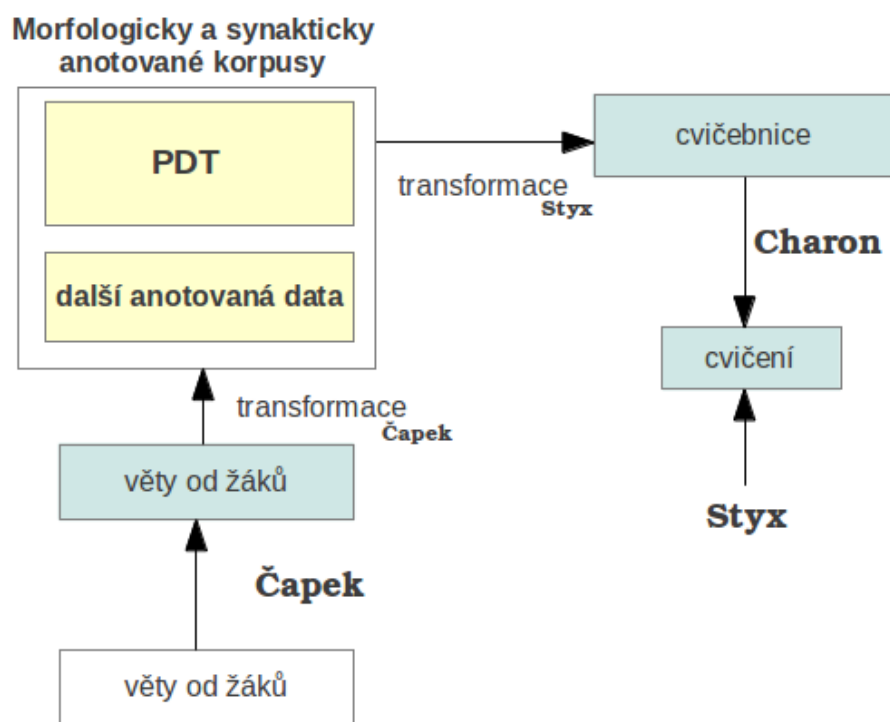 Morfologicky a synakticky
anotované korpusy
PDT
další anotovaná data
transformace
Styx
cvičebnice
Charon
cvičení
Styx
transformace
Čapek
věty od žáků
Čapek
věty od žáků